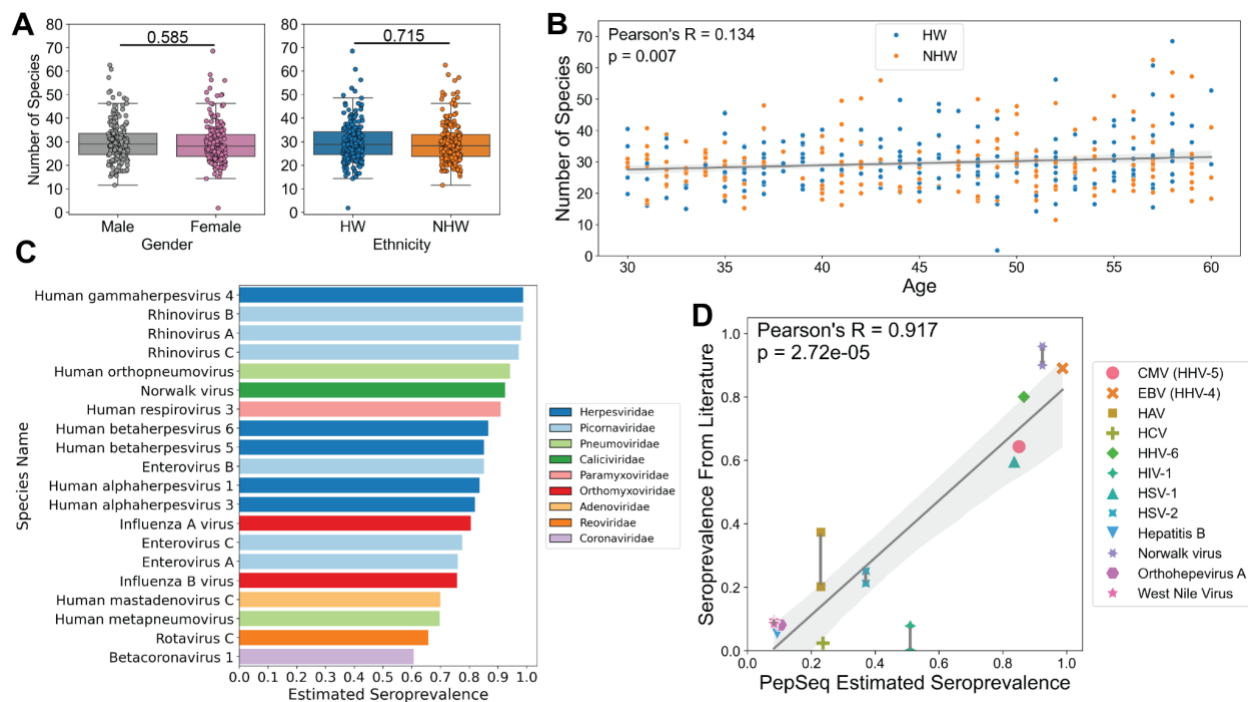 A
0.585
0.715
Number of Species
80
70
60
50
40
30
20
10
0
Male
Female
Gender
HW
NHW
Ethnicity
B
Pearson's R = 0.134
p = 0.007
HW
NHW
Number of Species
70
60
50
40
30
20
10
0
30
35
40
45
50
55
60
Age
C
Species Name
Human gammaherpesvirus 4
Rhinovirus B
Rhinovirus A
Rhinovirus C
Human orthopneumovirus
Norwalk virus
Human respirovirus 3
Human betaherpesvirus 6
Human betaherpesvirus 5
Enterovirus B
Human alphaherpesvirus 1
Human alphaherpesvirus 3
Influenza A virus
Enterovirus C
Enterovirus A
Influenza B virus
Human mastadenovirus C
Human metapneumovirus
Rotavirus C
Betacoronavirus 1
0.0 0.1 0.2 0.3 0.4 0.5 0.6 0.7 0.8 0.9 1.0
Estimated Seroprevalence
Herpesviridae
Picornaviridae
Pneumoviridae
Caliciviridae
Paramyxoviridae
Orthomyxoviridae
Adenoviridae
Reoviridae
Coronaviridae
D
Pearson's R = 0.917
p = 2.72e-05
Seroprevalence From Literature
1.0
0.8
0.6
0.4
0.2
0.0
0.0 0.2 0.4 0.6 0.8 1.0
PepSeq Estimated Seroprevalence
CMV (HHV-5)
EBV (HHV-4)
HAV
HCV
HHV-6
HIV-1
HSV-1
HSV-2
Hepatitis B
Norwalk virus
Orthohepevirus A
West Nile Virus